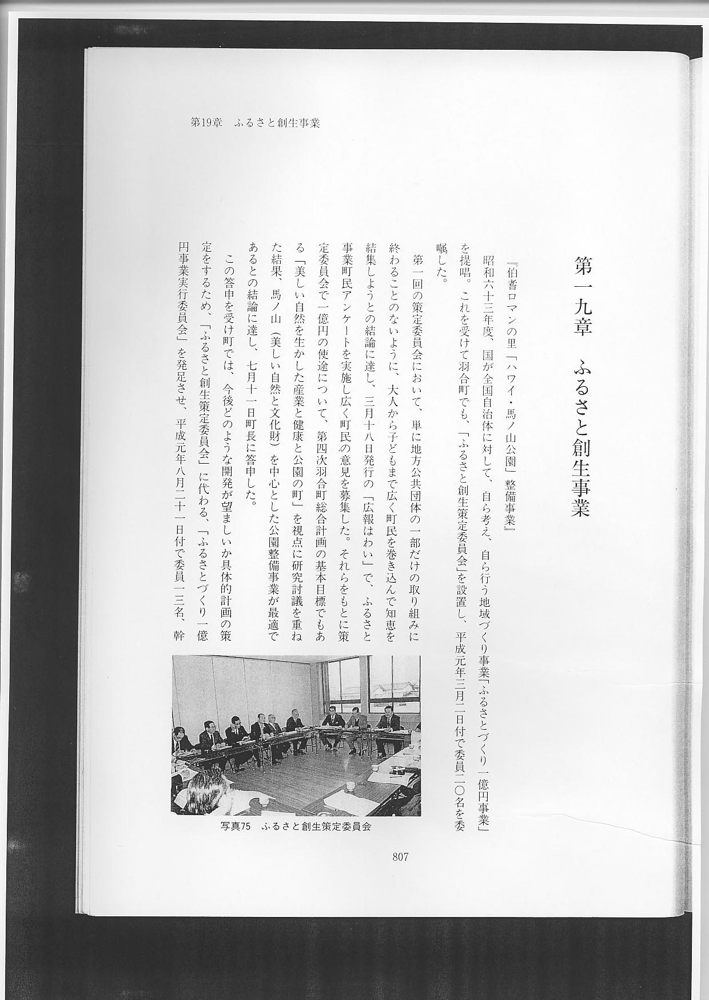 第19章　ふるさと創生事業
第一九章　ふるさと創生事業
『伯耆ロマンの里「ハワイ・馬ノ山公園」整備事業』
昭和六十三年度、国が全国自治体に対して、自ら考え、自ら行う地域づくり事業「ふるさとづくり一億円事業」
を提唱。これを受けて羽合町でも、「ふるさと創生策定委員会」を設置し、平成元年三月二日付で委員二〇名を委
嘱した。
第一回の策定委員会において、単に地方公共団体の一部だけの取り組みに
終わることのないように、大人から子どもまで広く町民を巻き込んで知恵を
結集しようとの結論に達し、三月十八日発行の「広報はわい」で、ふるさと
事業町民アンケートを実施し広く町民の意見を募集した。それらをもとに策
定委員会で一億円の使途について、第四次羽合町総合計画の基本目標でもあ
る「美しい自然を生かした産業と健康と公園の町」を視点に研究討議を重ね
た結果、馬ノ山（美しい自然と文化財）を中心とした公園整備事業が最適で
あるとの結論に達し、七月十一日町長に答申した。
この答申を受け町では、今後どのような開発が望ましいか具体的計画の策
定をするため、「ふるさと創生策定委員会」に代わる、「ふるさとづくり一億
円事業実行委員会」を発足させ、平成元年八月二十一日付で委員一三名、幹
写真75　ふるさと創生策定委員会
807